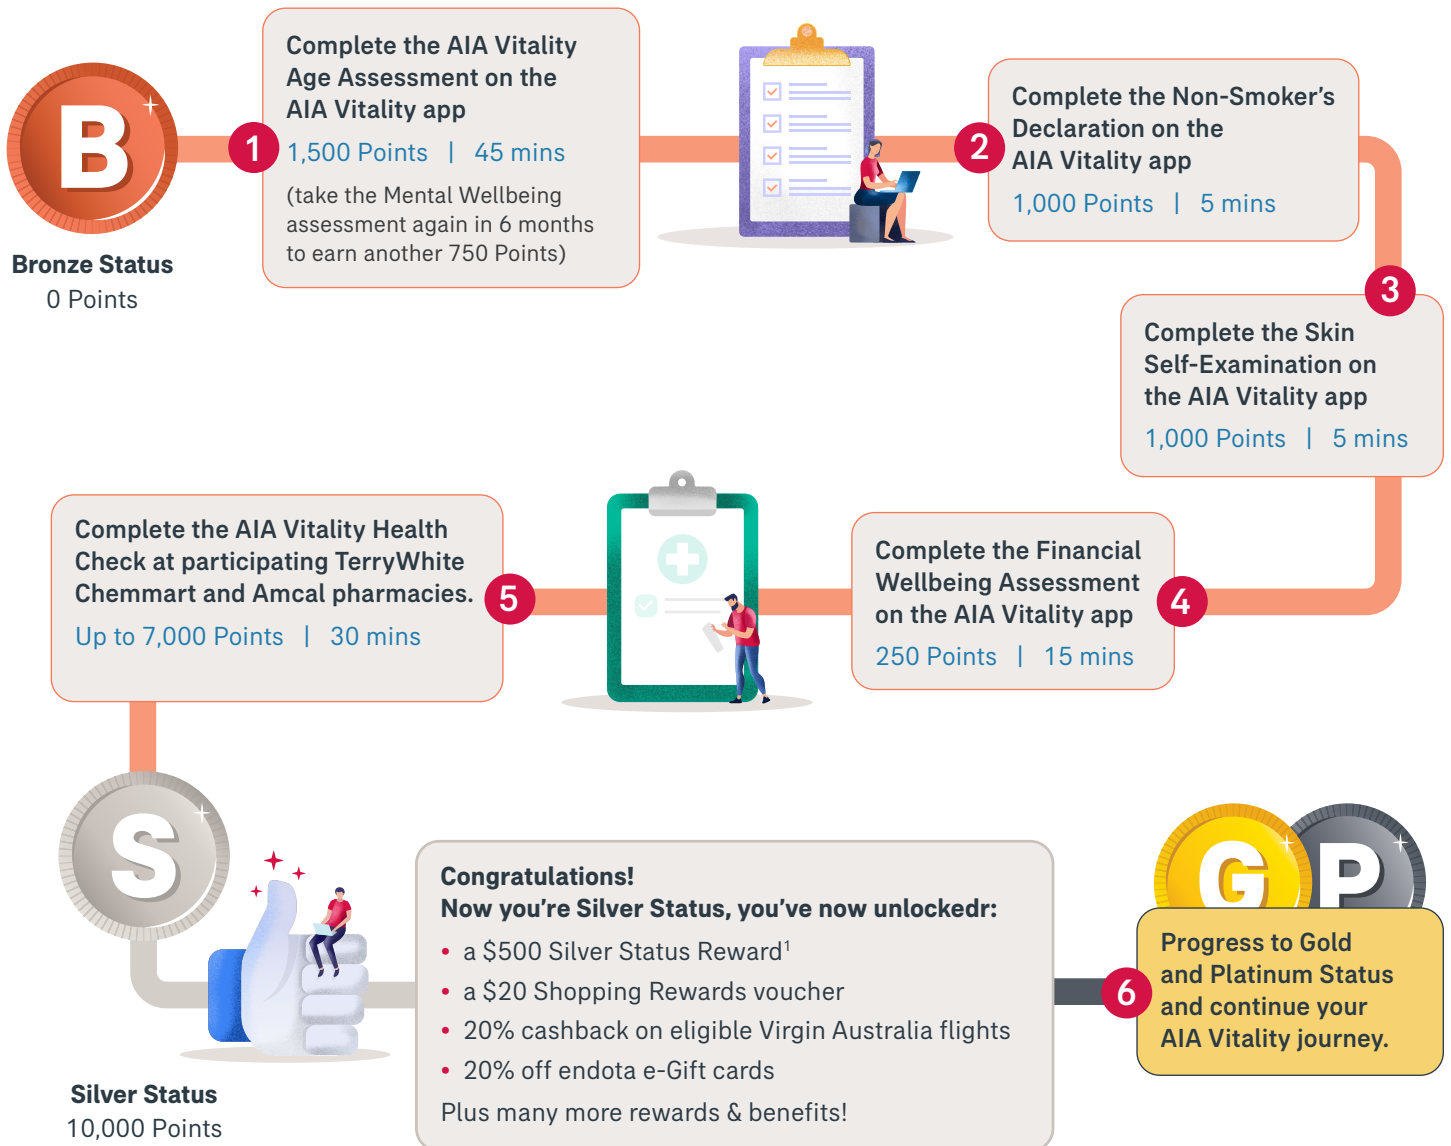 B
Bronze Status
0 Points
1
Complete the AIA Vitality
Age Assessment on the
AIA Vitality app
1,500 Points | 45 mins
(take the Mental Wellbeing
assessment again in 6 months
to earn another 750 Points)
2
Complete the Non-Smoker’s
Declaration on the
AIA Vitality app
1,000 Points | 5 mins
3
Complete the Skin
Self-Examination on
the AIA Vitality app
1,000 Points | 5 mins
4
Complete the Financial
Wellbeing Assessment
on the AIA Vitality app
250 Points | 15 mins
5
Complete the AIA Vitality Health
Check at participating TerryWhite
Chemmart and Amcal pharmacies.
Up to 7,000 Points | 30 mins
S
Silver Status
10,000 Points
Congratulations!
Now you’re Silver Status, you’ve now unlockedr:
• a $500 Silver Status Reward¹
• a $20 Shopping Rewards voucher
• 20% cashback on eligible Virgin Australia flights
• 20% off endota e-Gift cards
Plus many more rewards & benefits!
G P
6
Progress to Gold
and Platinum Status
and continue your
AIA Vitality journey.